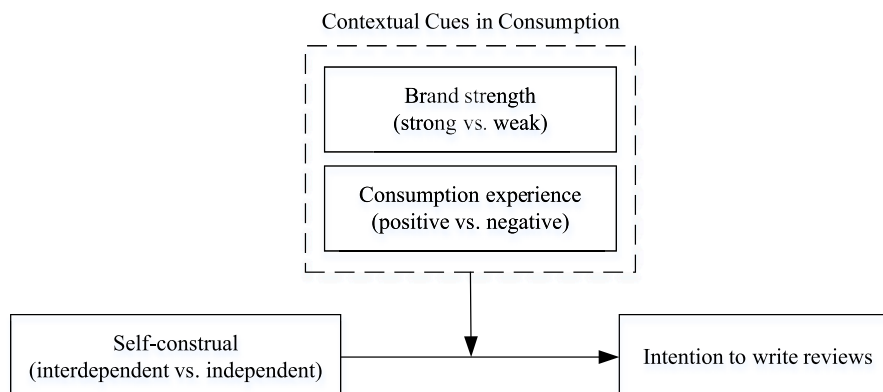 Contextual Cues in Consumption
Brand strength
(strong vs. weak)
Consumption experience
(positive vs. negative)
Self-construal
(interdependent vs. independent)
Intention to write reviews